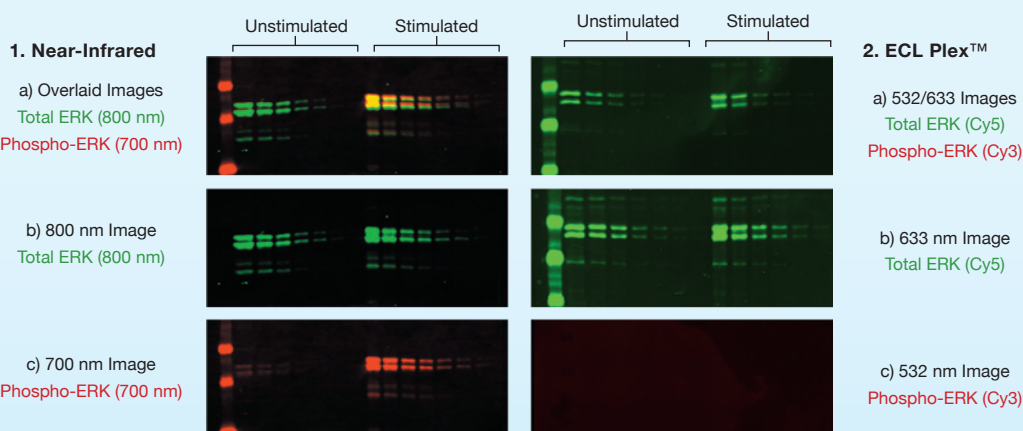 1. Near-Infrared
Unstimulated
Stimulated
a) Overlaid Images
Total ERK (800 nm)
Phospho-ERK (700 nm)
b) 800 nm Image
Total ERK (800 nm)
c) 700 nm Image
Phospho-ERK (700 nm)
Unstimulated
Stimulated
2. ECL Plex™
a) 532/633 Images
Total ERK (Cy5)
Phospho-ERK (Cy3)
b) 633 nm Image
Total ERK (Cy5)
c) 532 nm Image
Phospho-ERK (Cy3)